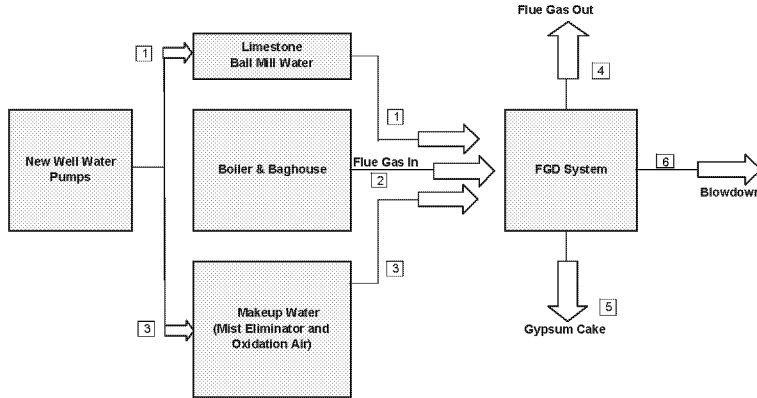 Flue Gas Out
1
Limestone
Ball Mill Water
4
1
New Well Water
Pumps
Boiler & Baghouse
Flue Gas In
2
FGD System
6
Blowdown
3
3
Makeup Water
(Mist Eliminator and
Oxidation Air)
5
Gypsum Cake